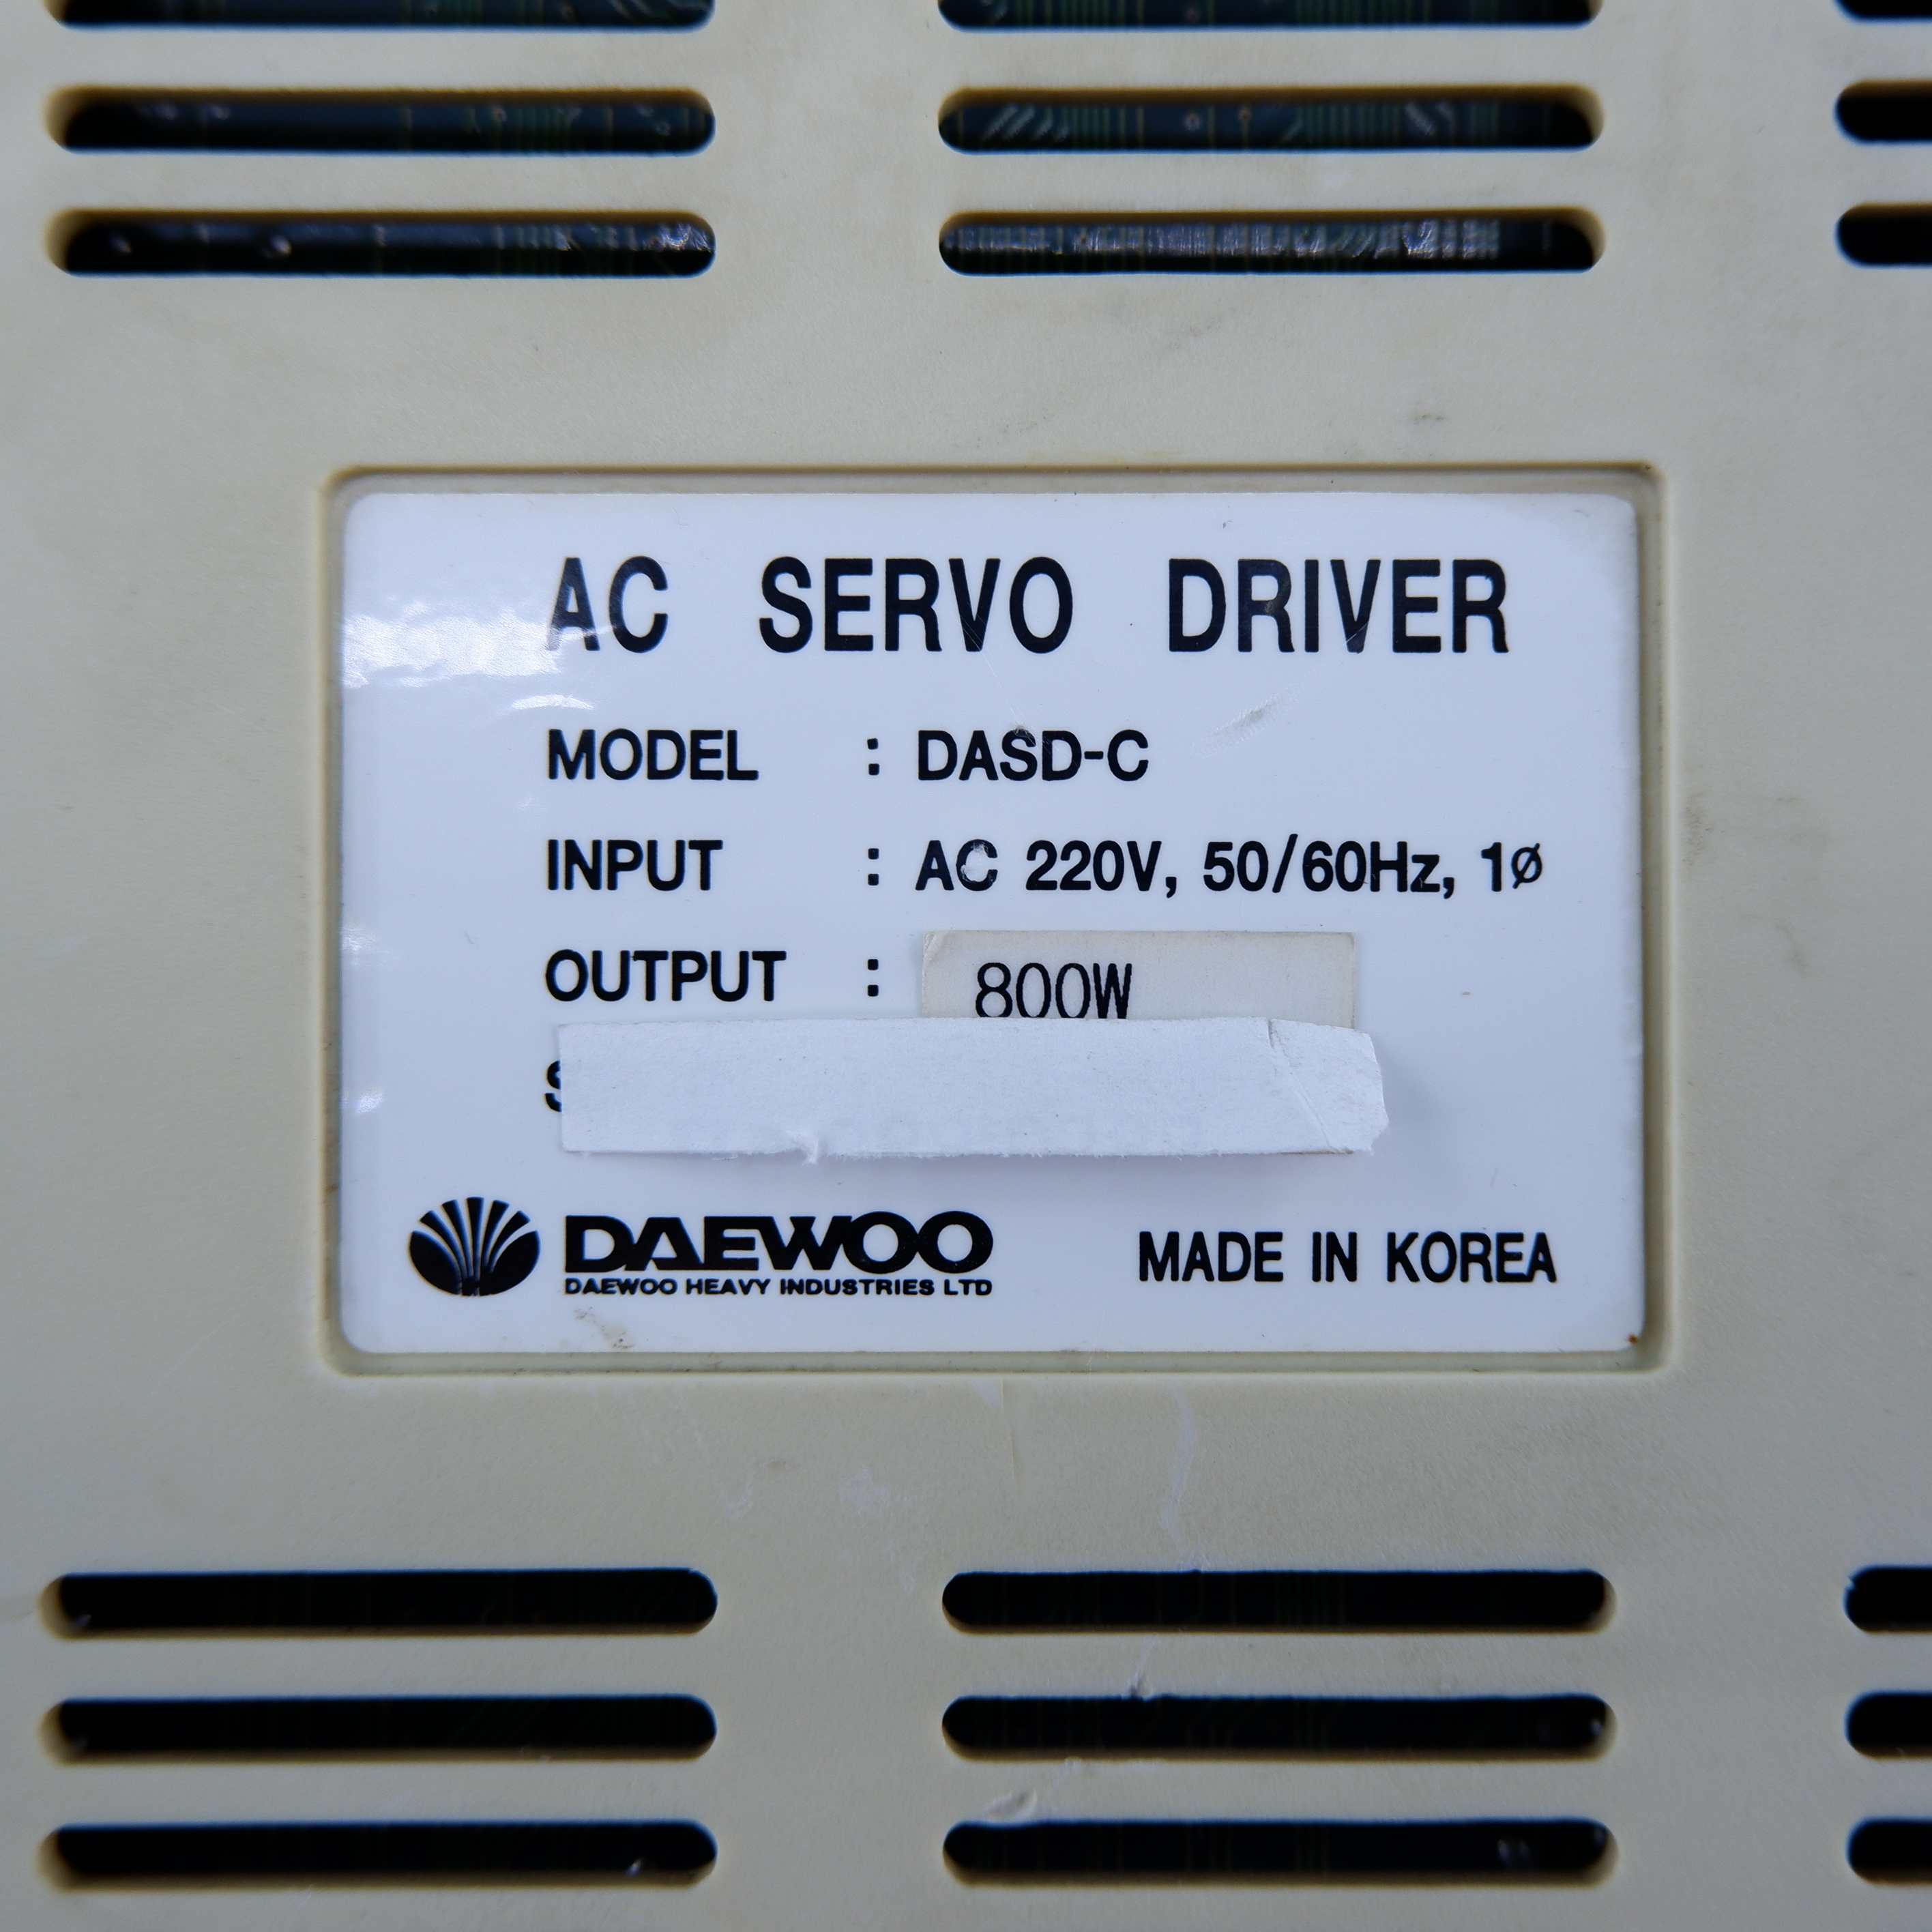 AC SERVO DRIVER
MODEL : DASD-C
INPUT : AC 220V, 50/60Hz, 1ø
OUTPUT : 800W
DAEWOO
DAEWOO HEAVY INDUSTRIES LTD
MADE IN KOREA